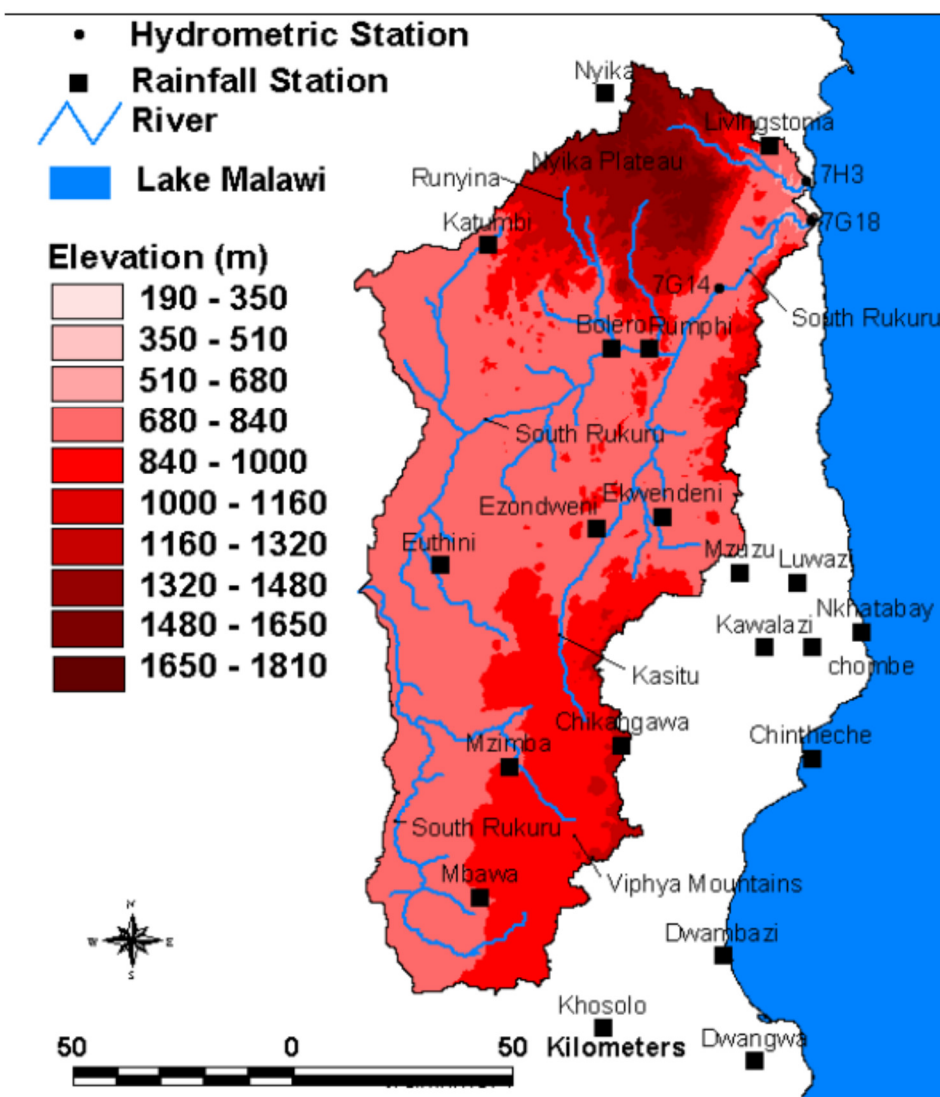 Hydrometric Station
Rainfall Station
River
Lake Malawi
Elevation (m)
190 - 350
350 - 510
510 - 680
680 - 840
840 - 1000
1000 - 1160
1160 - 1320
1320 - 1480
1480 - 1650
1650 - 1810
Nyika
Livingstonia
Nyika Plateau
Runyina
7H3
Katumbi
7G18
7G14
Bolero
Rumphi
South Rukuru
South Rukuru
Ezondweni
Ekwendeni
Euthini
Mzuzu
Luwazi
Kawalazi
Nkhatabay
chombe
Kasitu
Chikangawa
Mzimba
Chintheche
South Rukuru
Mbawa
Viphya Mountains
N
W E
S
Dwambazi
Khosolo
50 0 50 Kilometers
Dwangwa